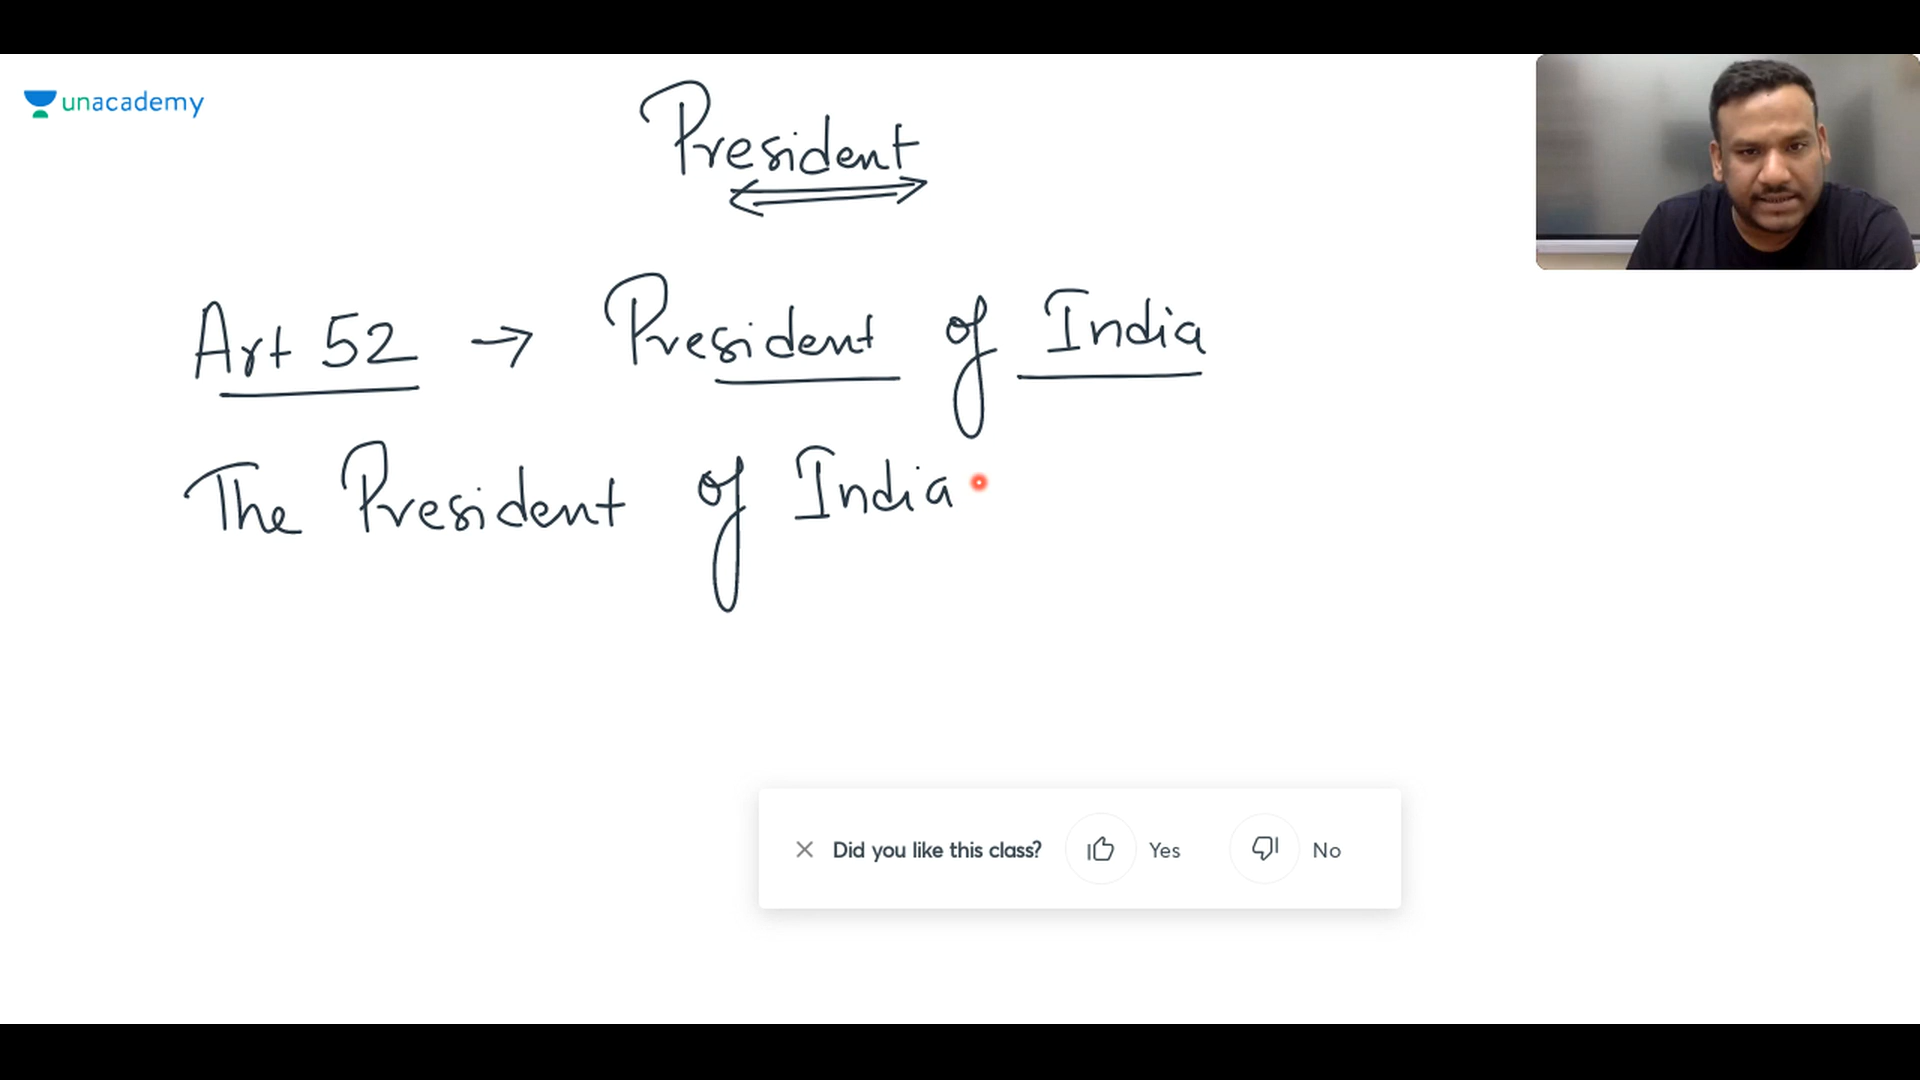 unacademy
President
Art 52 → President of India
The President of India
Did you like this class? Yes No